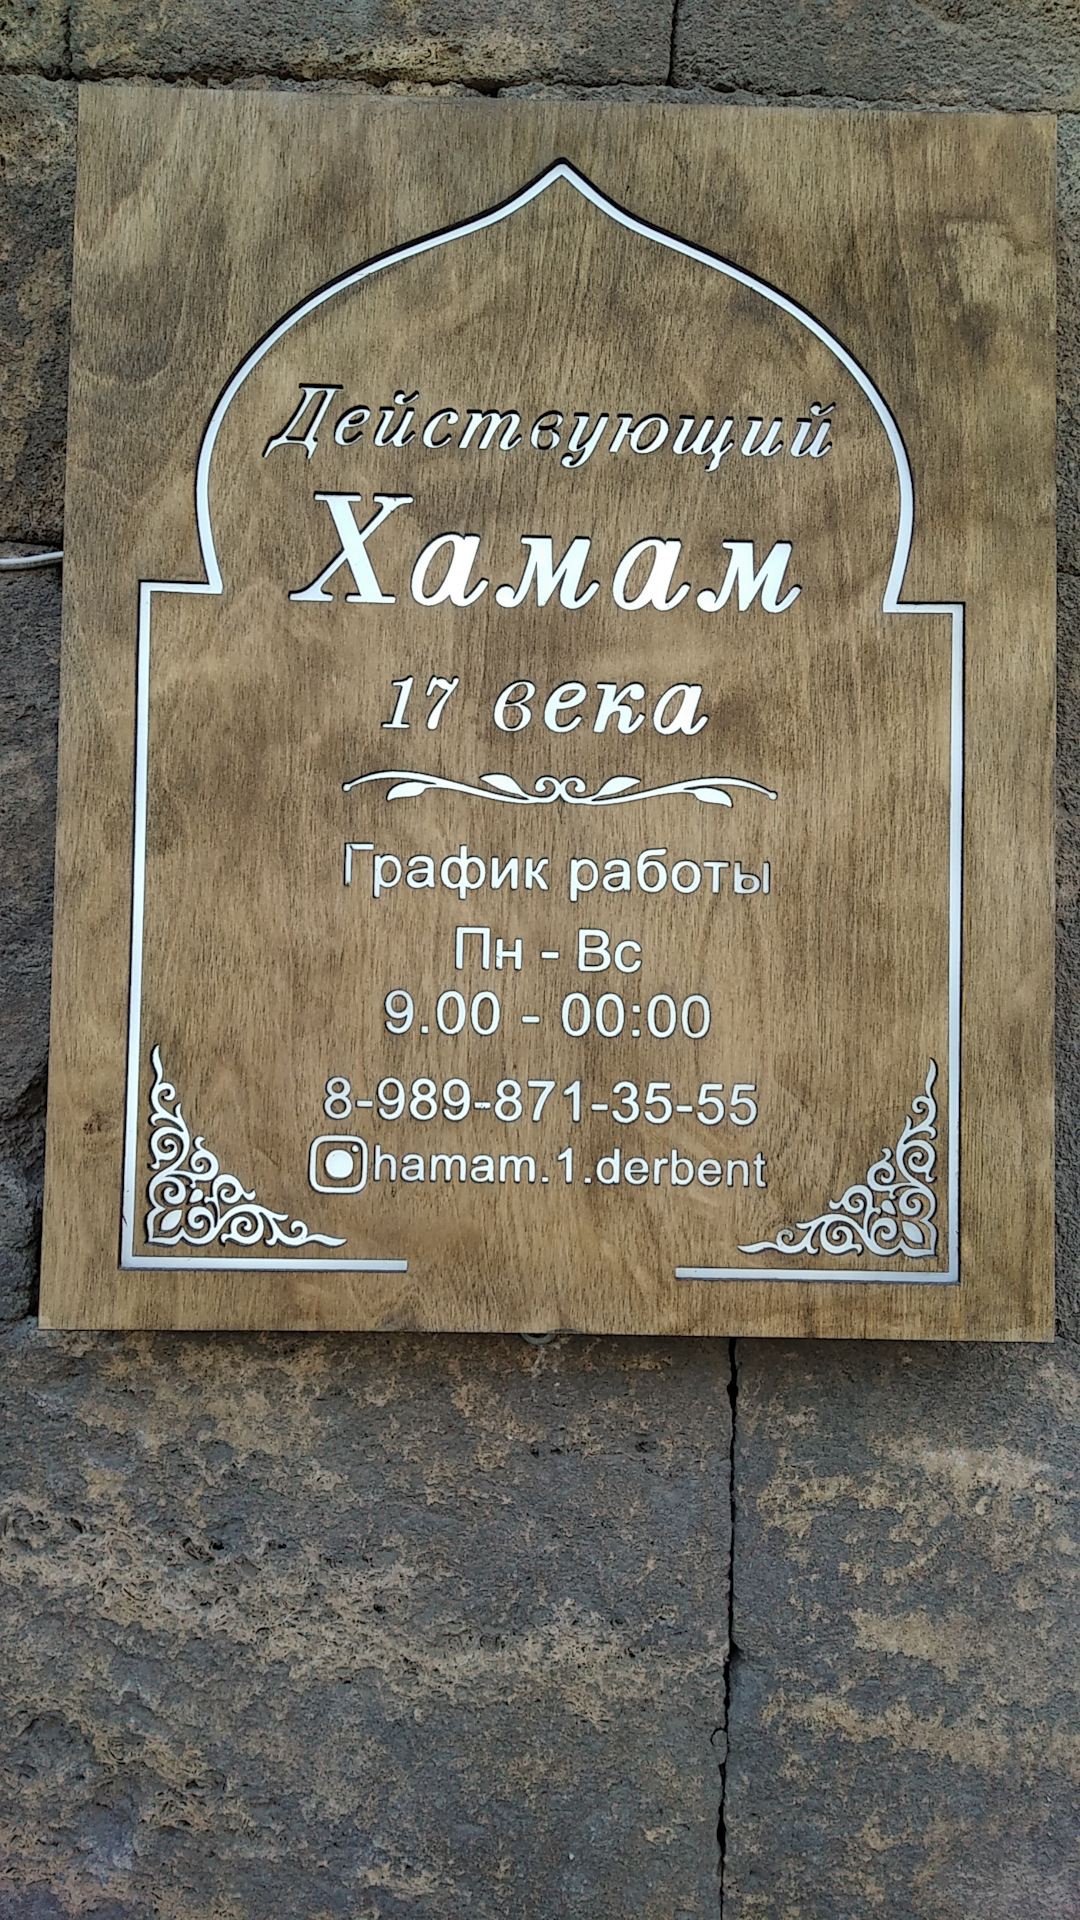 Действующий
Хамам
17 века
График работы
Пн - Вс
9.00 - 00:00
8-989-871-35-55
hamam.1.derbent